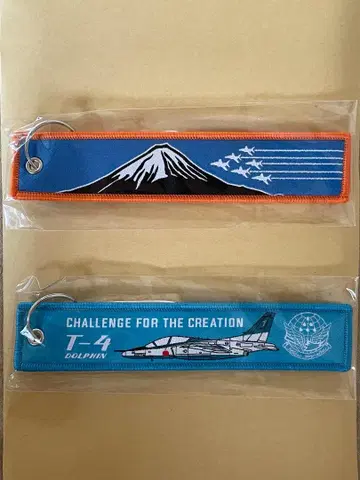 CHALLENGE FOR THE CREATION
T-4
DOLPHIN